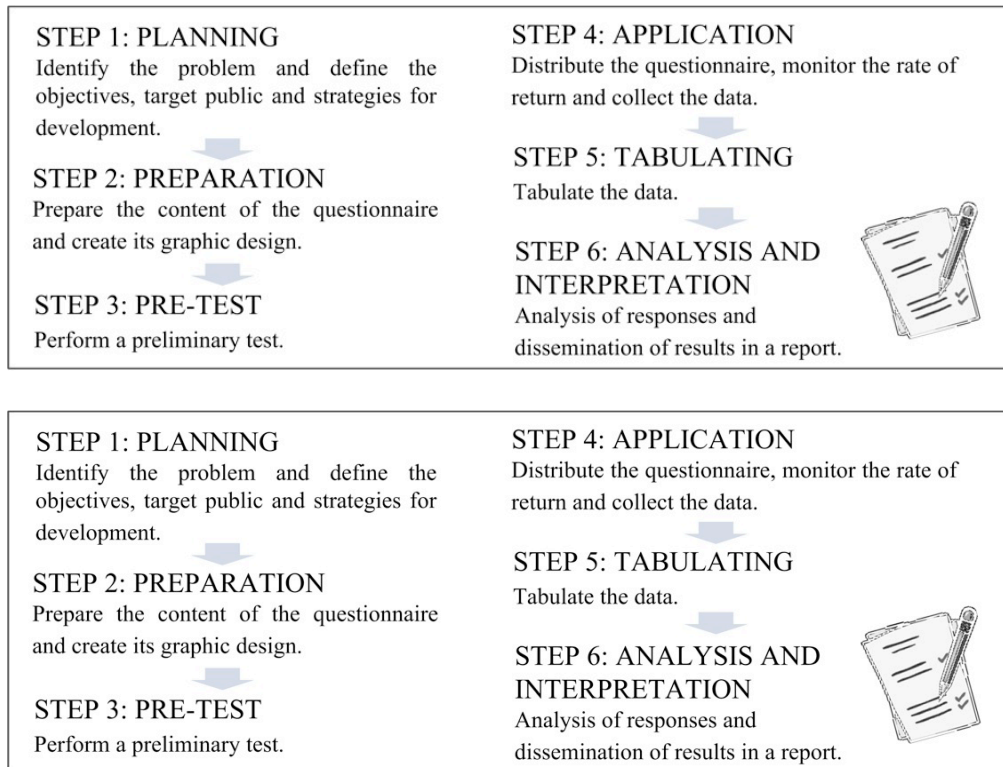 STEP 1: PLANNING
Identify the problem and define the
objectives, target public and strategies for
development.
STEP 2: PREPARATION
Prepare the content of the questionnaire
and create its graphic design.
STEP 3: PRE-TEST
Perform a preliminary test.
STEP 4: APPLICATION
Distribute the questionnaire, monitor the rate of
return and collect the data.
STEP 5: TABULATING
Tabulate the data.
STEP 6: ANALYSIS AND
INTERPRETATION
Analysis of responses and
dissemination of results in a report.
STEP 1: PLANNING
Identify the problem and define the
objectives, target public and strategies for
development.
STEP 2: PREPARATION
Prepare the content of the questionnaire
and create its graphic design.
STEP 3: PRE-TEST
Perform a preliminary test.
STEP 4: APPLICATION
Distribute the questionnaire, monitor the rate of
return and collect the data.
STEP 5: TABULATING
Tabulate the data.
STEP 6: ANALYSIS AND
INTERPRETATION
Analysis of responses and
dissemination of results in a report.